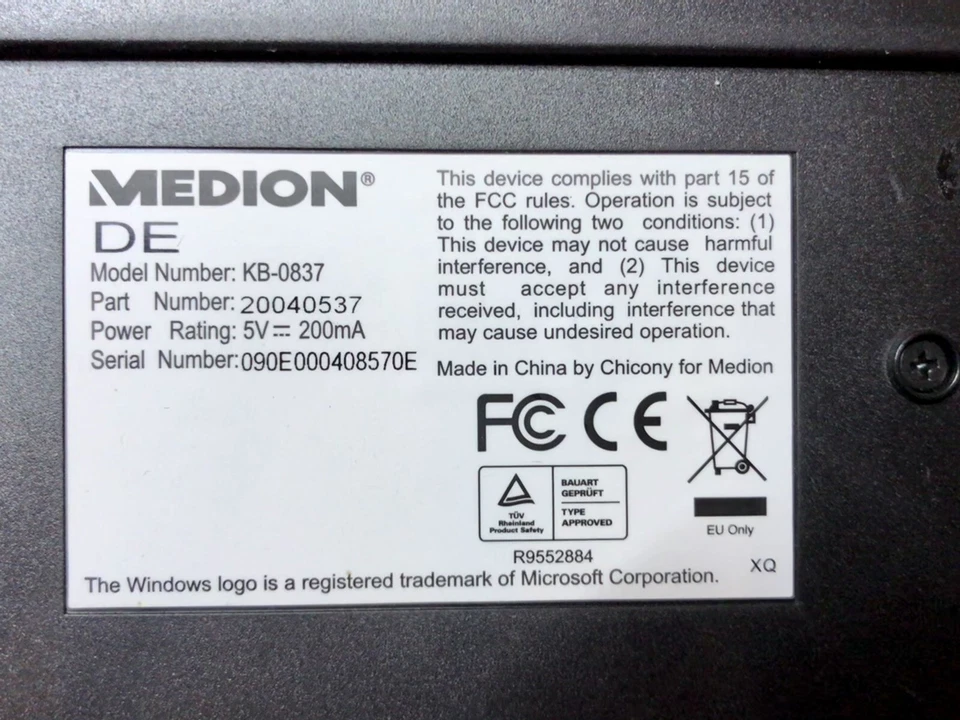 MEDION®
DE
Model Number: KB-0837
Part Number: 20040537
Power Rating: 5V⎓ 200mA
Serial Number: 090E000408570E
This device complies with part 15 of
the FCC rules. Operation is subject
to the following two conditions: (1)
This device may not cause harmful
interference, and (2) This device
must accept any interference
received, including interference that
may cause undesired operation.
Made in China by Chicony for Medion
FC CE
TÜV
Rheinland
Product Safety
BAUART
GEPRÜFT
TYPE
APPROVED
EU Only
R9552884
XQ
The Windows logo is a registered trademark of Microsoft Corporation.